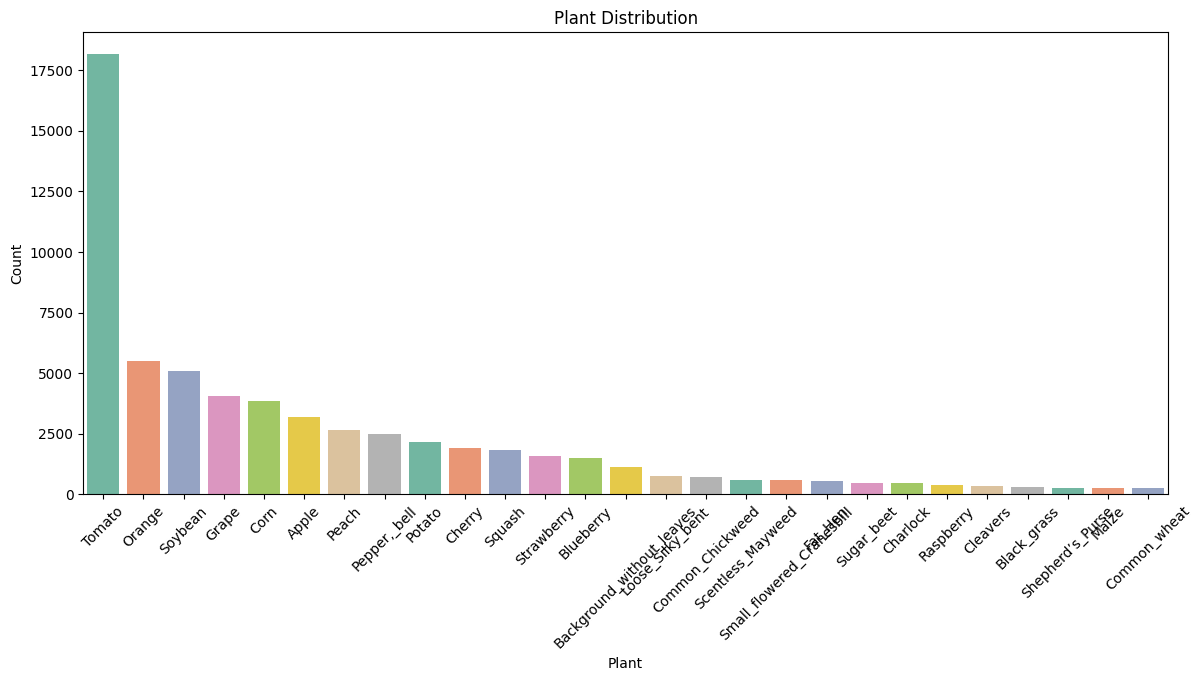 Plant Distribution
Count
17500
15000
12500
10000
7500
5000
2500
0
Tomato
Orange
Soybean
Grape
Corn
Apple
Peach
Pepper,_bell
Potato
Cherry
Squash
Strawberry
Blueberry
Background_without_leaves
Loose_Silky_bent
Common_Chickweed
Scentless_Mayweed
Small_flowered_Cranesbill
Fat_Hen
Sugar_beet
Charlock
Raspberry
Cleavers
Black_grass
Shepherd's_Purse
Maize
Common_wheat
Plant